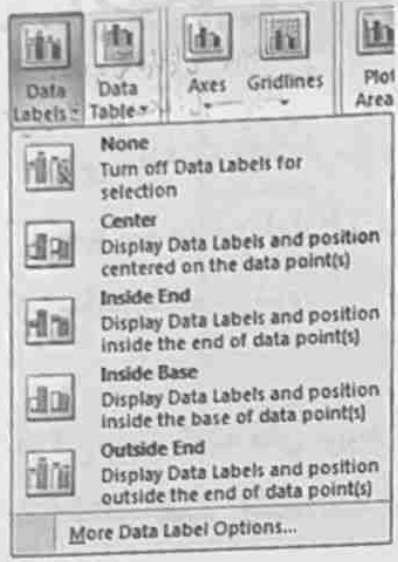 Data Labels
Data Table
Axes
Gridlines
Plot Area
None
Turn off Data Labels for
selection
Center
Display Data Labels and position
centered on the data point(s)
Inside End
Display Data Labels and position
inside the end of data point(s)
Inside Base
Display Data Labels and position
inside the base of data point(s)
Outside End
Display Data Labels and position
outside the end of data point(s)
More Data Label Options...